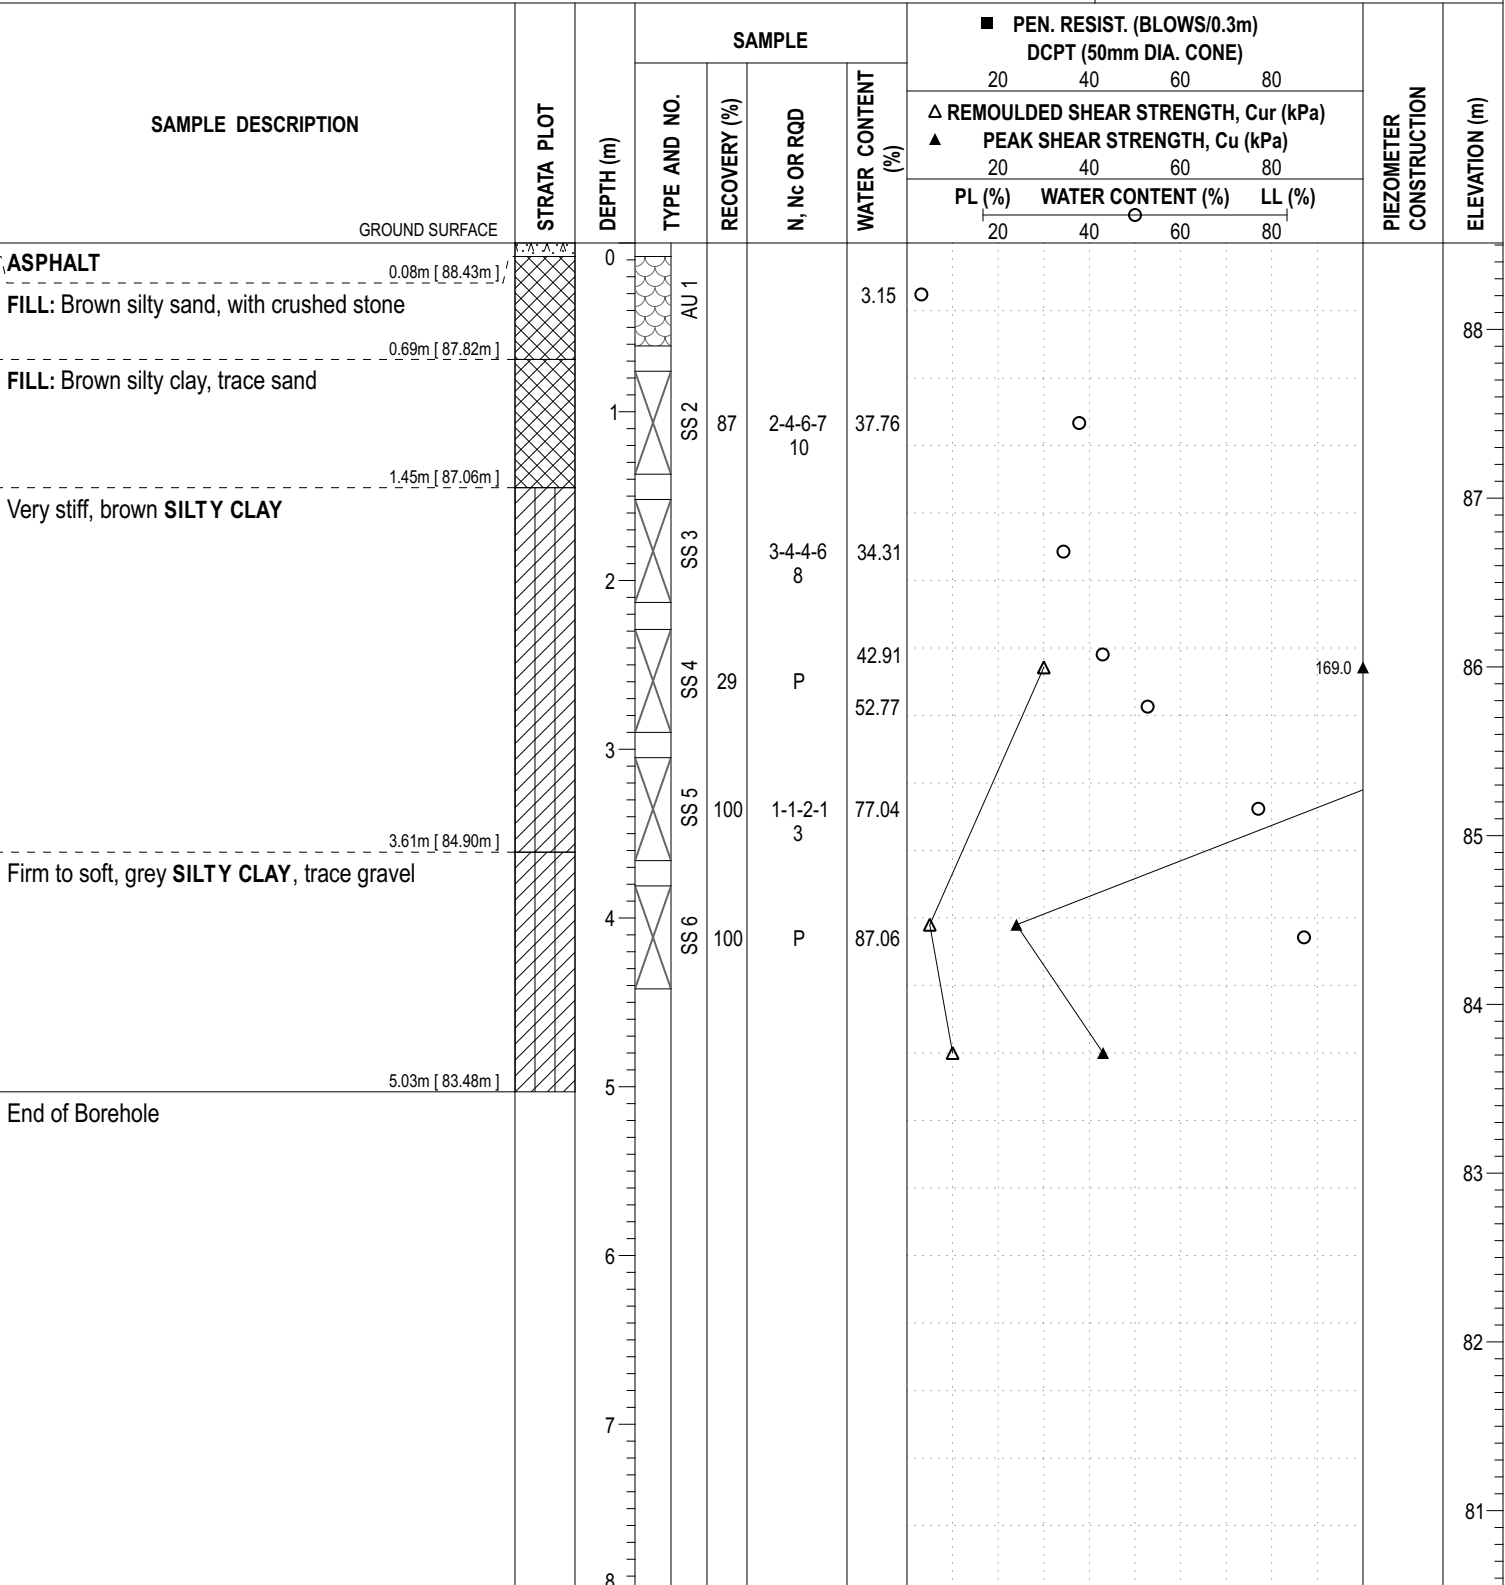 ■ PEN. RESIST. (BLOWS/0.3m)
DCPT (50mm DIA. CONE)
20 40 60 80
△ REMOULDED SHEAR STRENGTH, Cur (kPa)
▲ PEAK SHEAR STRENGTH, Cu (kPa)
20 40 60 80
PL (%) WATER CONTENT (%) LL (%)
20 40 60 80
SAMPLE
SAMPLE DESCRIPTION
GROUND SURFACE
STRATA PLOT
DEPTH (m)
TYPE AND NO.
RECOVERY (%)
N, Nc OR RQD
WATER CONTENT
(%)
PIEZOMETER
CONSTRUCTION
ELEVATION (m)
ASPHALT
0.08m [ 88.43m ]
FILL: Brown silty sand, with crushed stone
0.69m [ 87.82m ]
FILL: Brown silty clay, trace sand
1.45m [ 87.06m ]
Very stiff, brown SILTY CLAY
3.61m [ 84.90m ]
Firm to soft, grey SILTY CLAY, trace gravel
5.03m [ 83.48m ]
End of Borehole
0
1
2
3
4
5
6
7
8
AU 1
3.15
SS 2
87
2-4-6-7
10
37.76
SS 3
3-4-4-6
8
34.31
SS 4
29
P
42.91
52.77
SS 5
100
1-1-2-1
3
77.04
SS 6
100
P
87.06
169.0
88
87
86
85
84
83
82
81